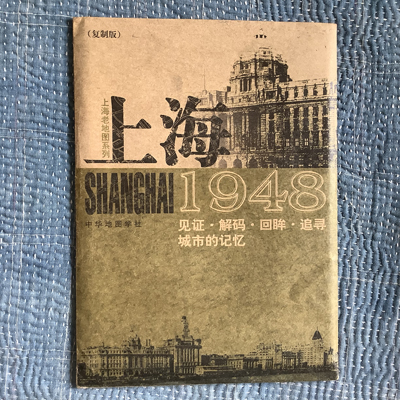 （复制版）
上海
上海老地图系列
SHANGHAI
1948
中华地图学社
见证·解码·回眸·追寻
城市的记忆